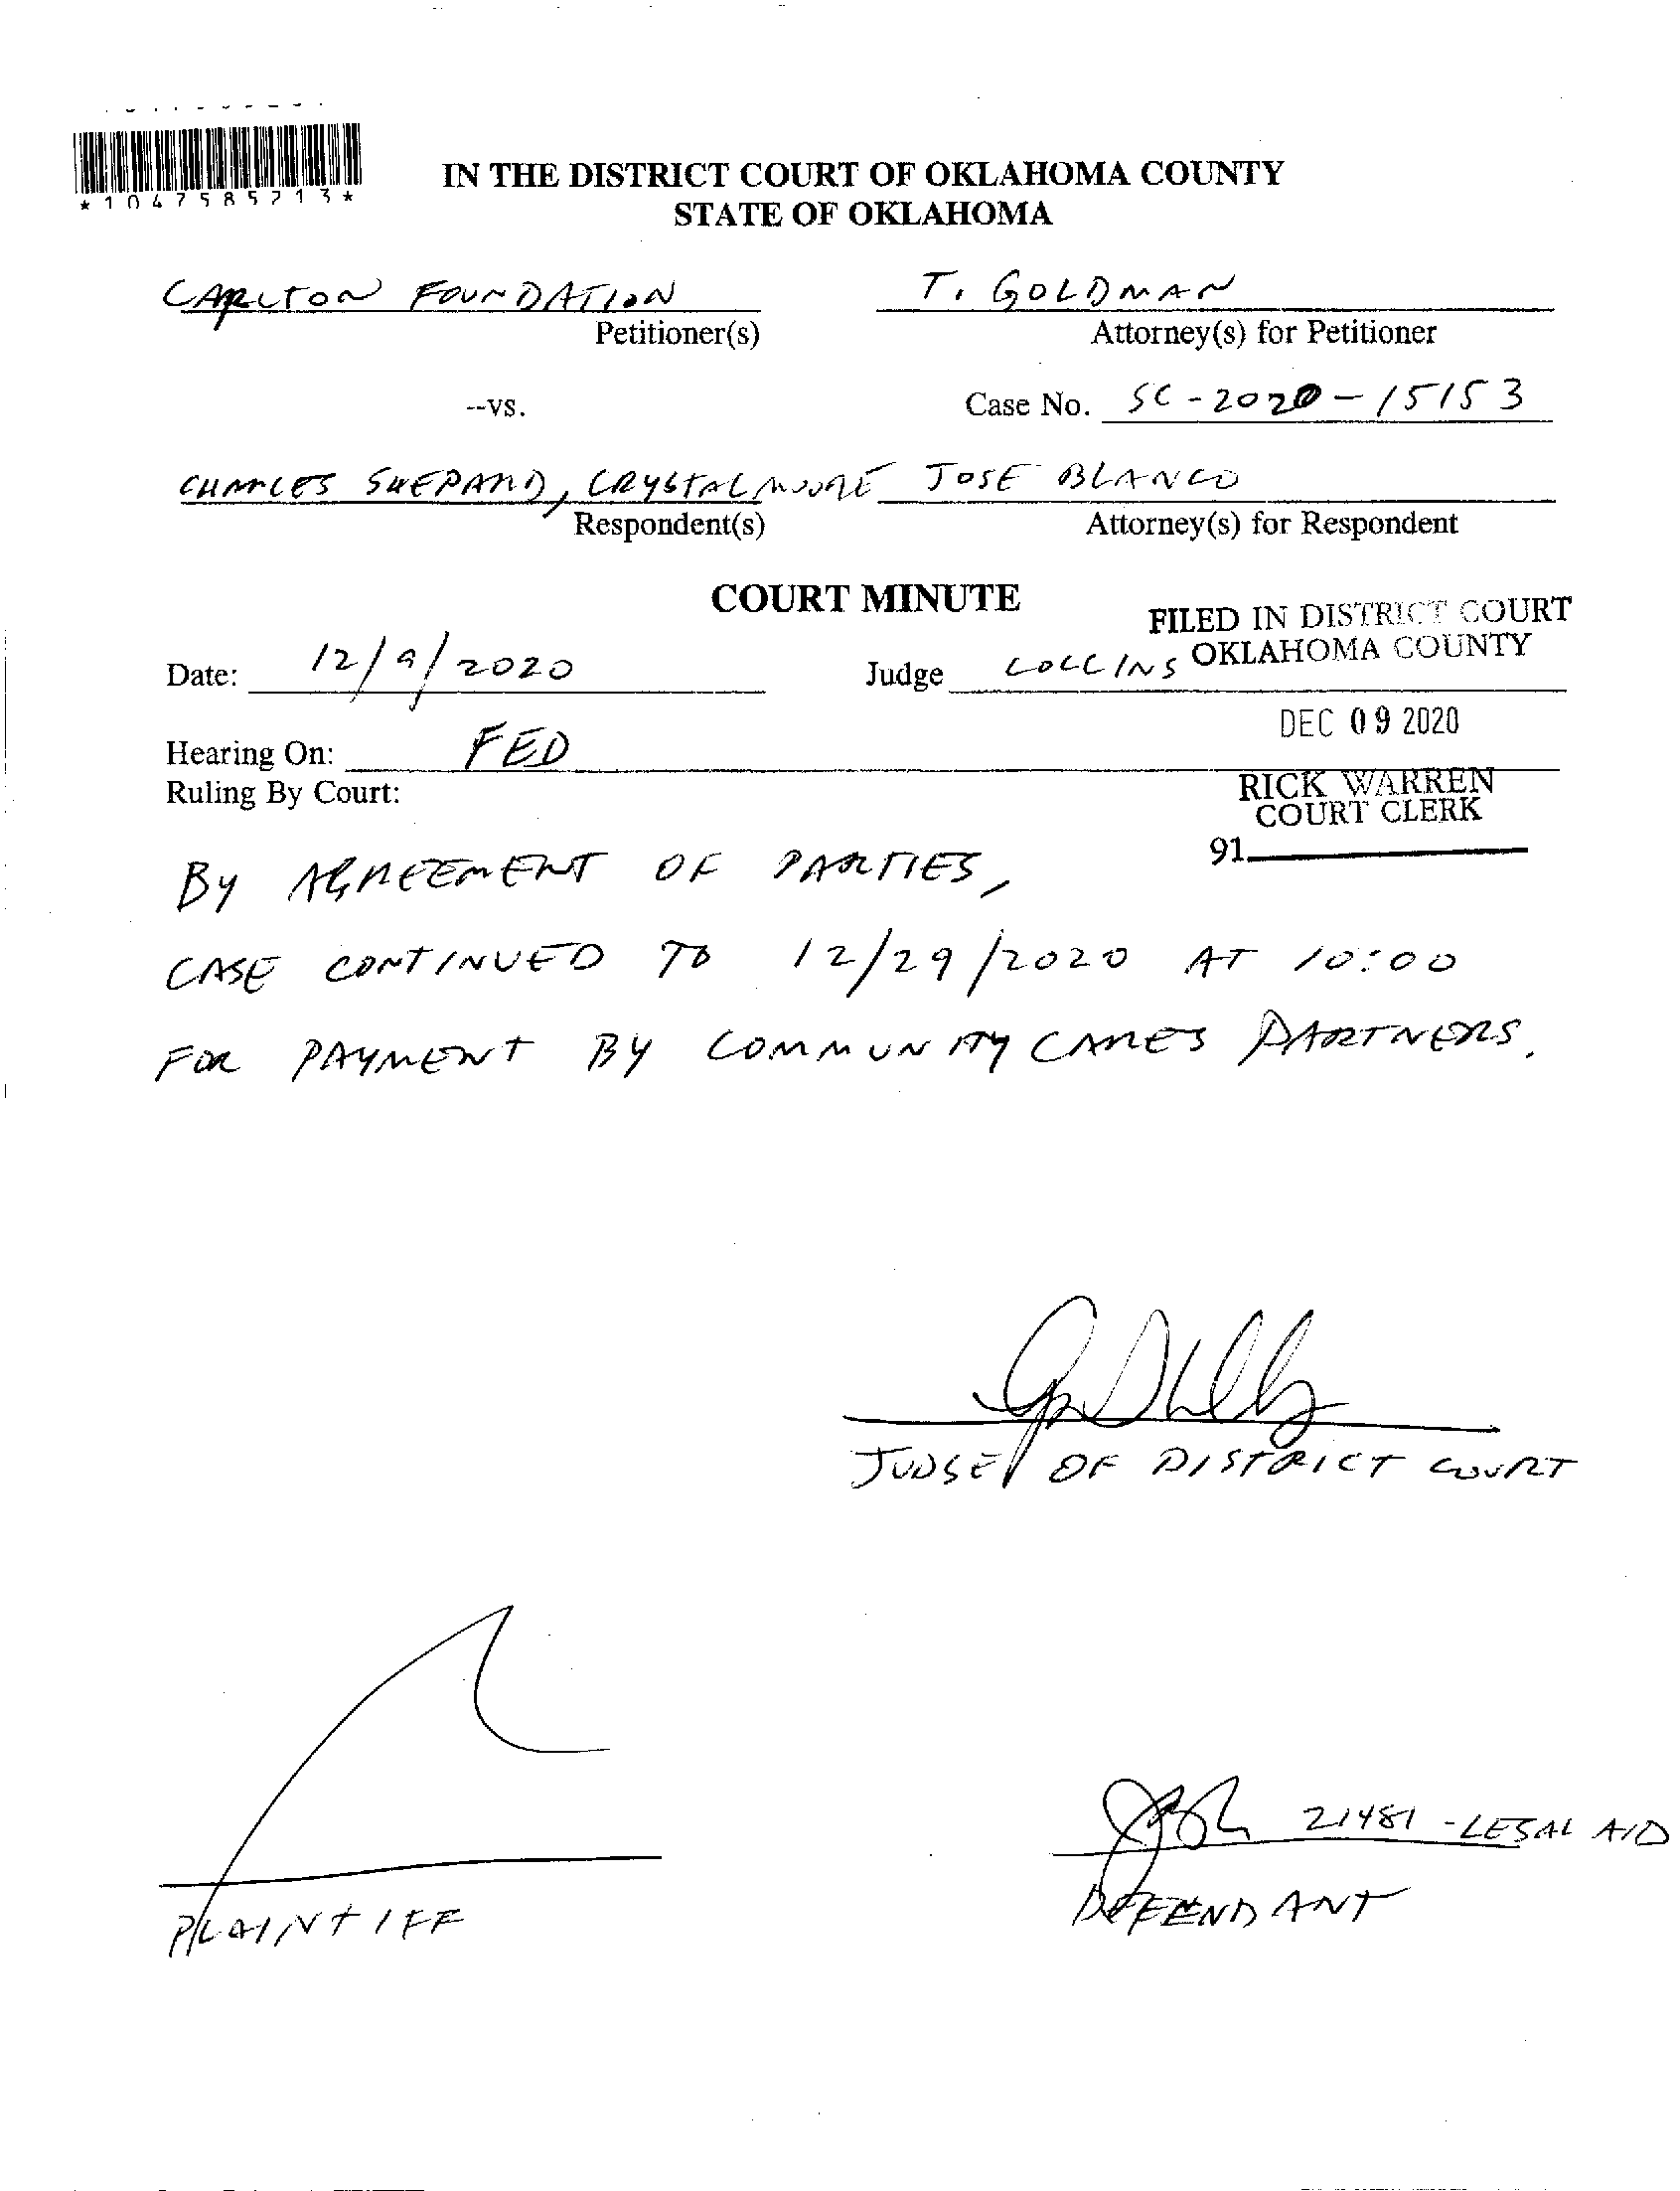 *1047585713*
IN THE DISTRICT COURT OF OKLAHOMA COUNTY
STATE OF OKLAHOMA
CARLTON FOUNDATION T. GOLDMAN
Petitioner(s) Attorney(s) for Petitioner
--vs. Case No. SC-2020-15153
CHARLES SHEPARD, CRYSTAL MOORE JOSE BLANCO
Respondent(s) Attorney(s) for Respondent
COURT MINUTE
FILED IN DISTRICT COURT
OKLAHOMA COUNTY
Date: 12/9/2020 Judge COLLINS
DEC 09 2020
Hearing On: FED
RICK WARREN
COURT CLERK
Ruling By Court:
91
BY AGREEMENT OF PARTIES,
CASE CONTINUED TO 12/29/2020 AT 10:00
FOR PAYMENT BY COMMUNITY CARES PARTNERS.
JUDGE OF DISTRICT COURT
21481 - LEGAL AID
PLAINTIFF DEFENDANT